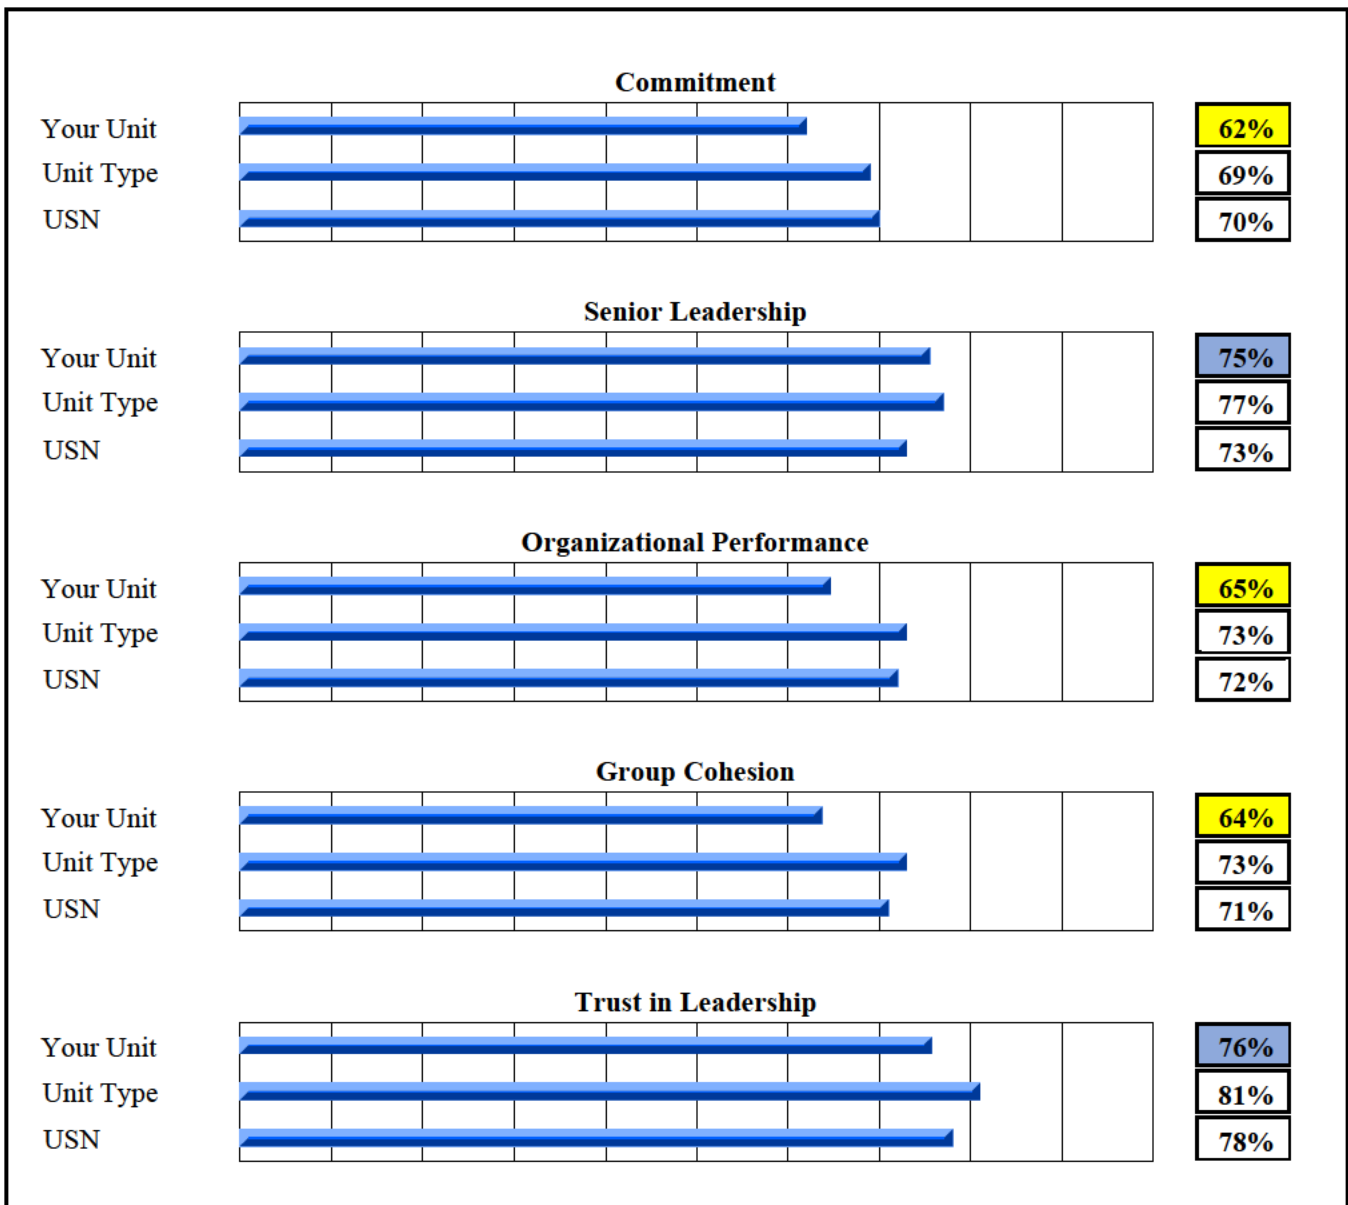 Commitment
Your Unit 62%
Unit Type 69%
USN 70%
Senior Leadership
Your Unit 75%
Unit Type 77%
USN 73%
Organizational Performance
Your Unit 65%
Unit Type 73%
USN 72%
Group Cohesion
Your Unit 64%
Unit Type 73%
USN 71%
Trust in Leadership
Your Unit 76%
Unit Type 81%
USN 78%